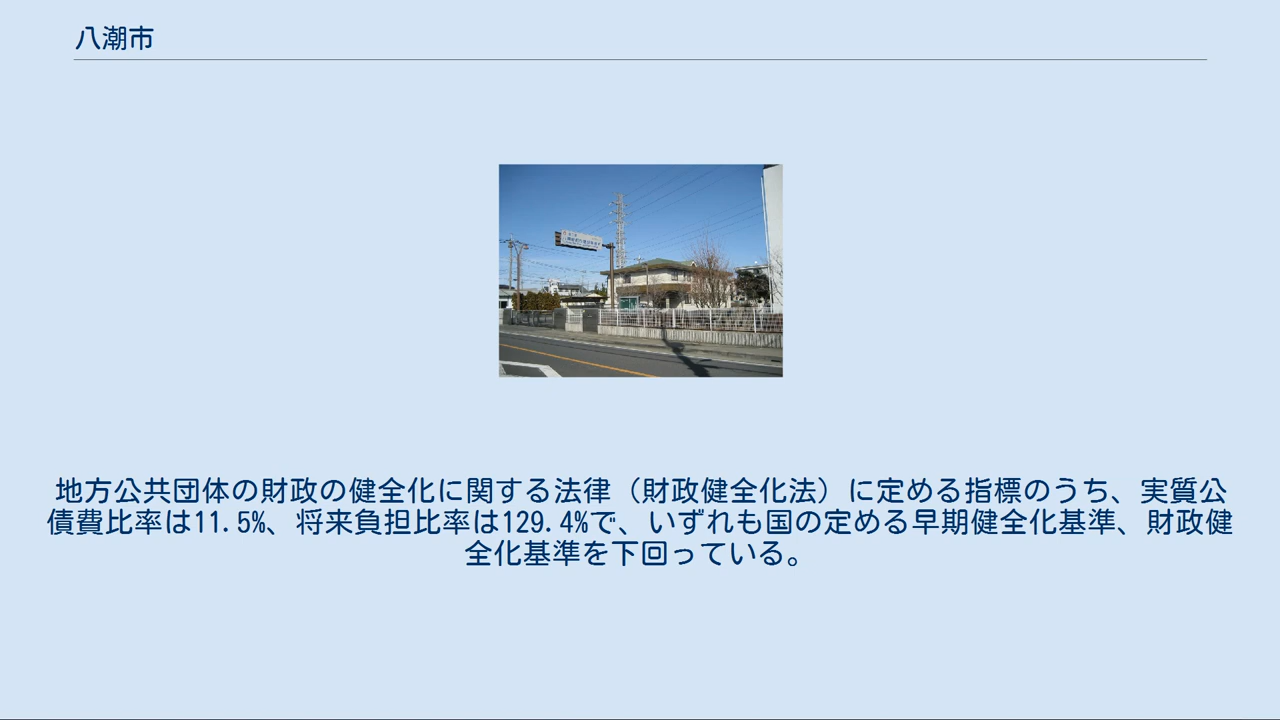 八潮市
地方公共団体の財政の健全化に関する法律（財政健全化法）に定める指標のうち、実質公
債費比率は11.5%、将来負担比率は129.4%で、いずれも国の定める早期健全化基準、財政健
全化基準を下回っている。